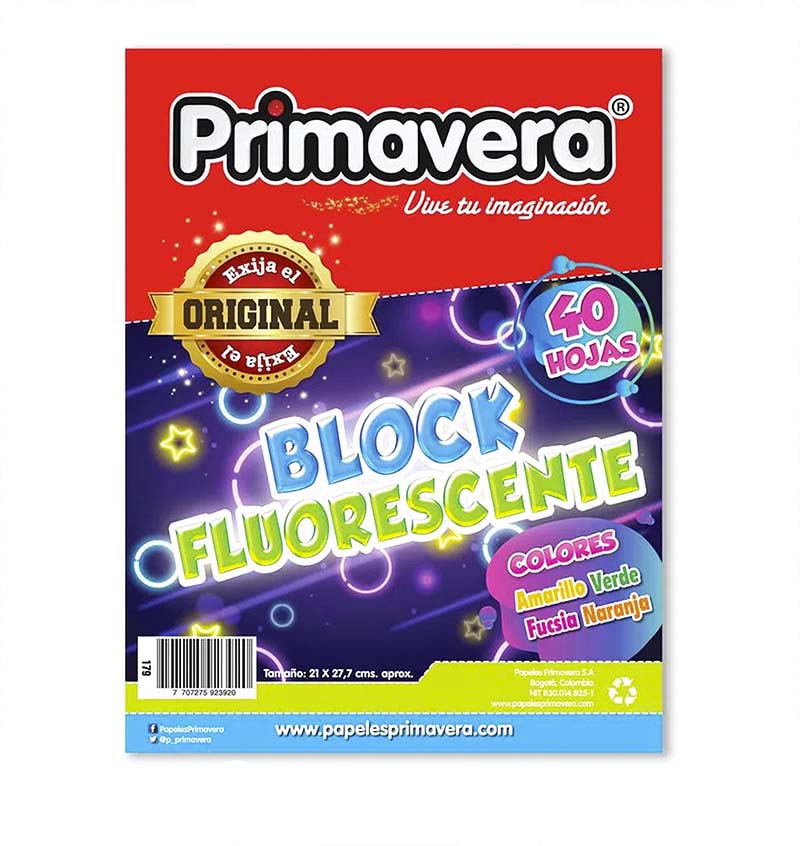 Primavera®
Vive tu imaginación
Exija el
ORIGINAL
Exija el
40
HOJAS
BLOCK
FLUORESCENTE
COLORES
Amarillo Verde
Fucsia Naranja
179
7 707275 923920
Tamaño: 21 X 27,7 cms. aprox.
Papeles Primavera S.A
Bogotá, Colombia
NIT 830.014.825-1
www.papelesprimavera.com
PapelesPrimavera
@p_primavera
www.papelesprimavera.com